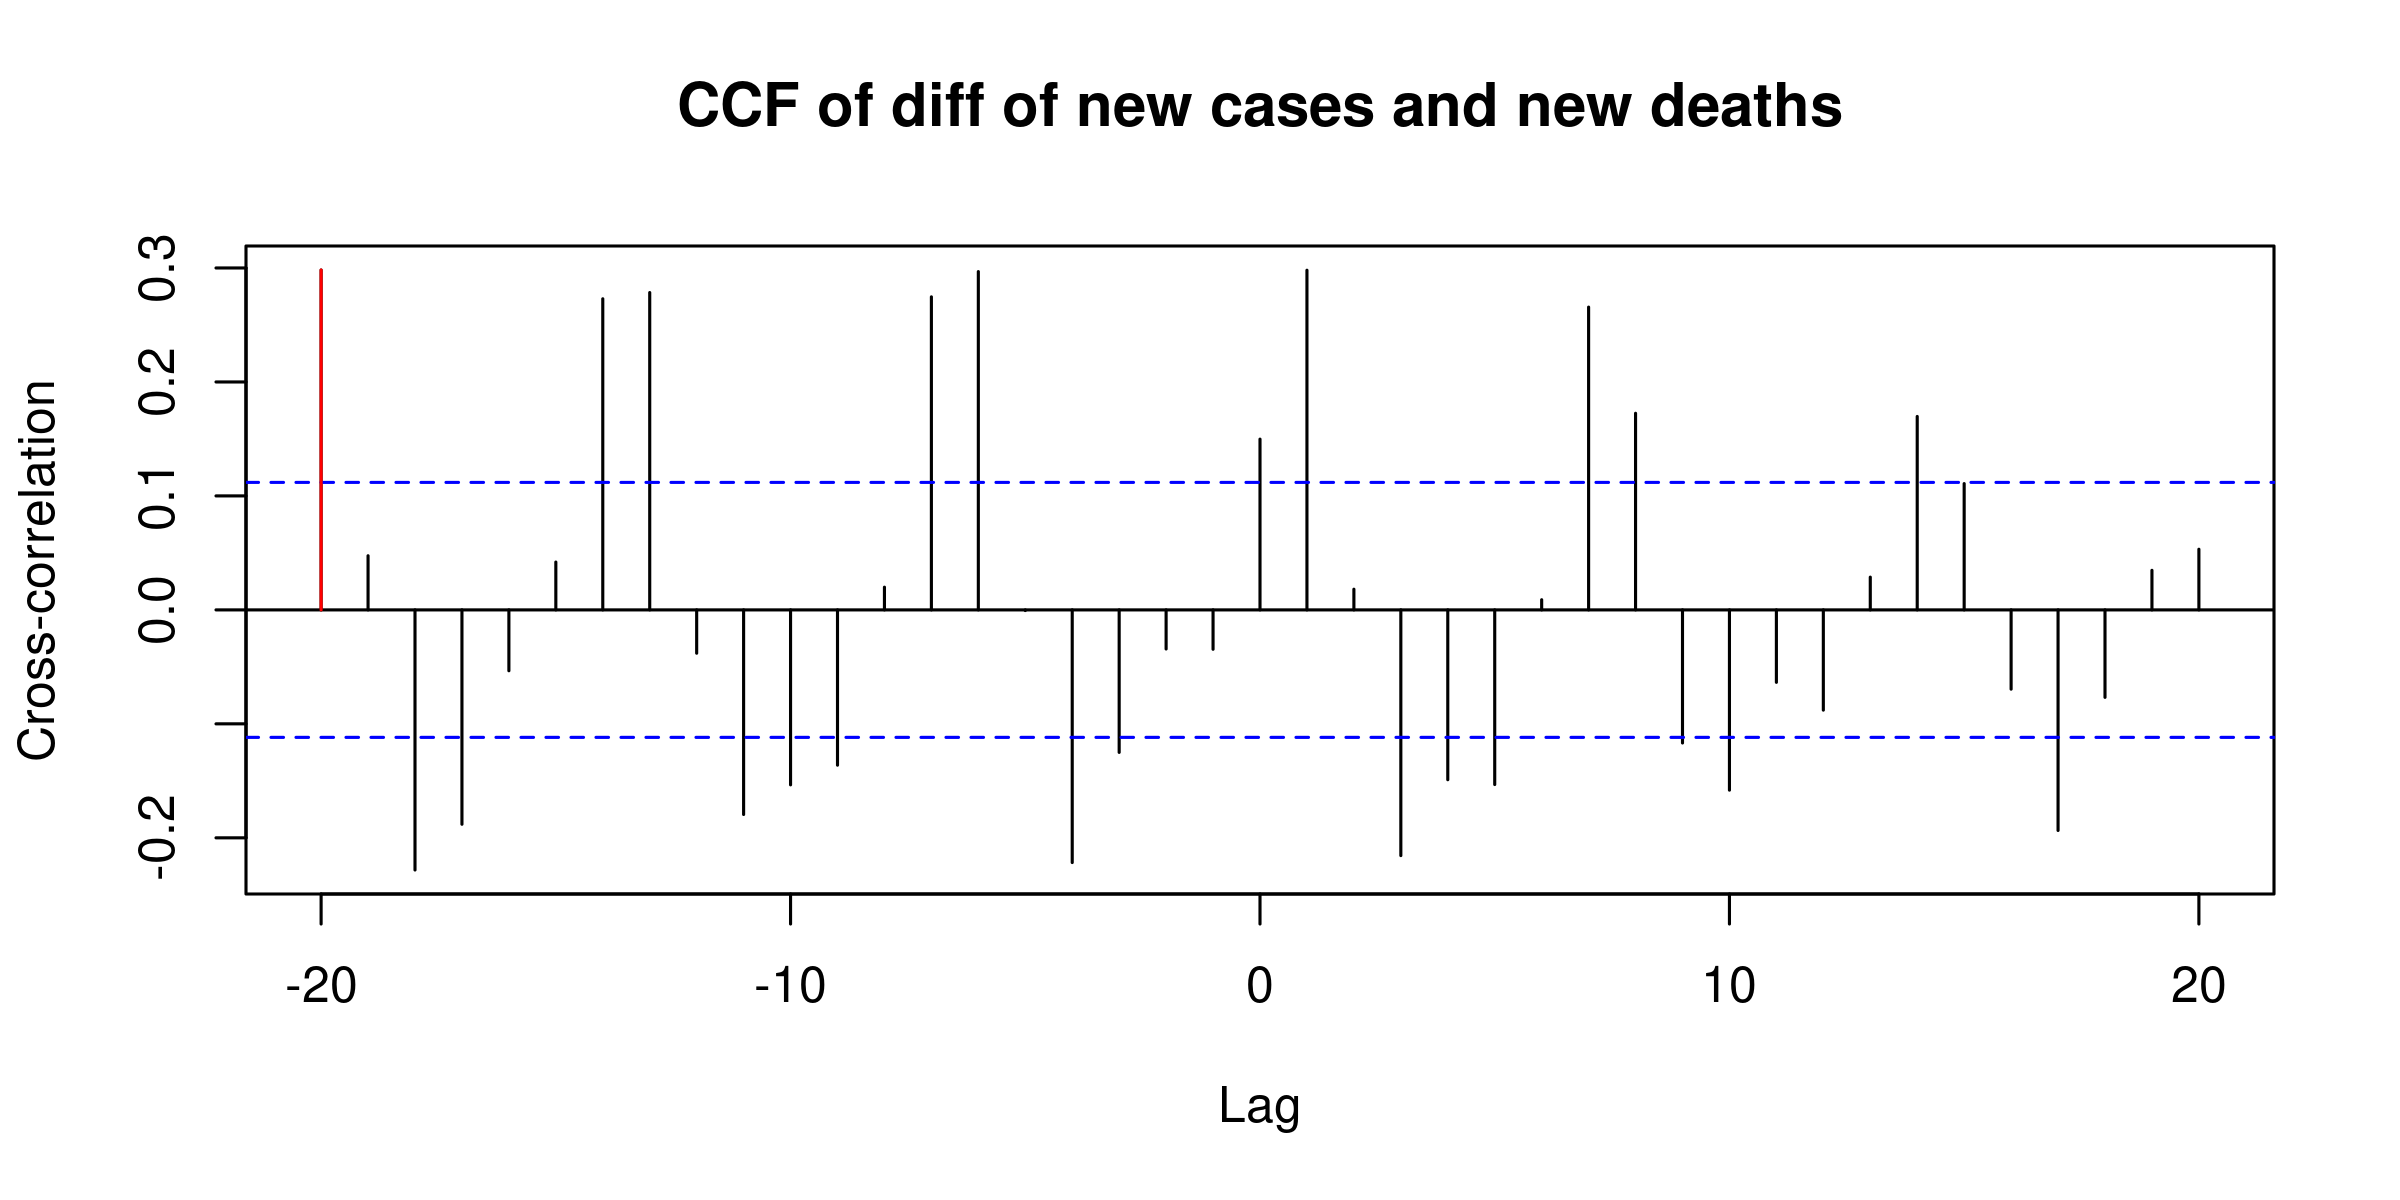 CCF of diff of new cases and new deaths
Cross-correlation
0.3
0.2
0.1
0.0
-0.2
-20 -10 0 10 20
Lag